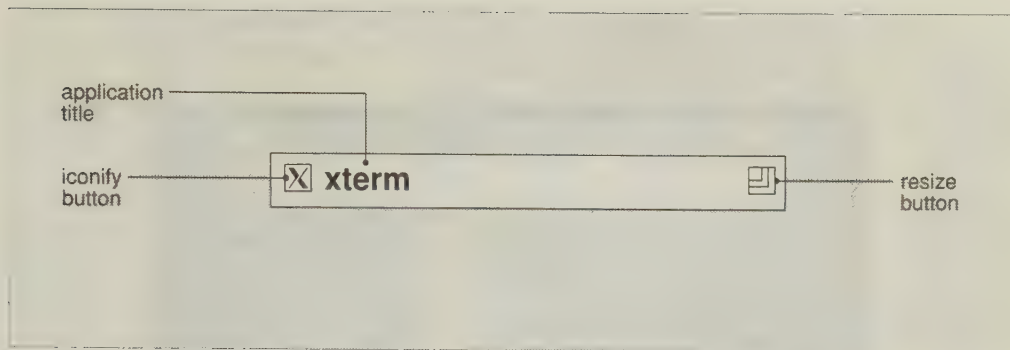 application
title
iconify
button
X xterm
resize
button